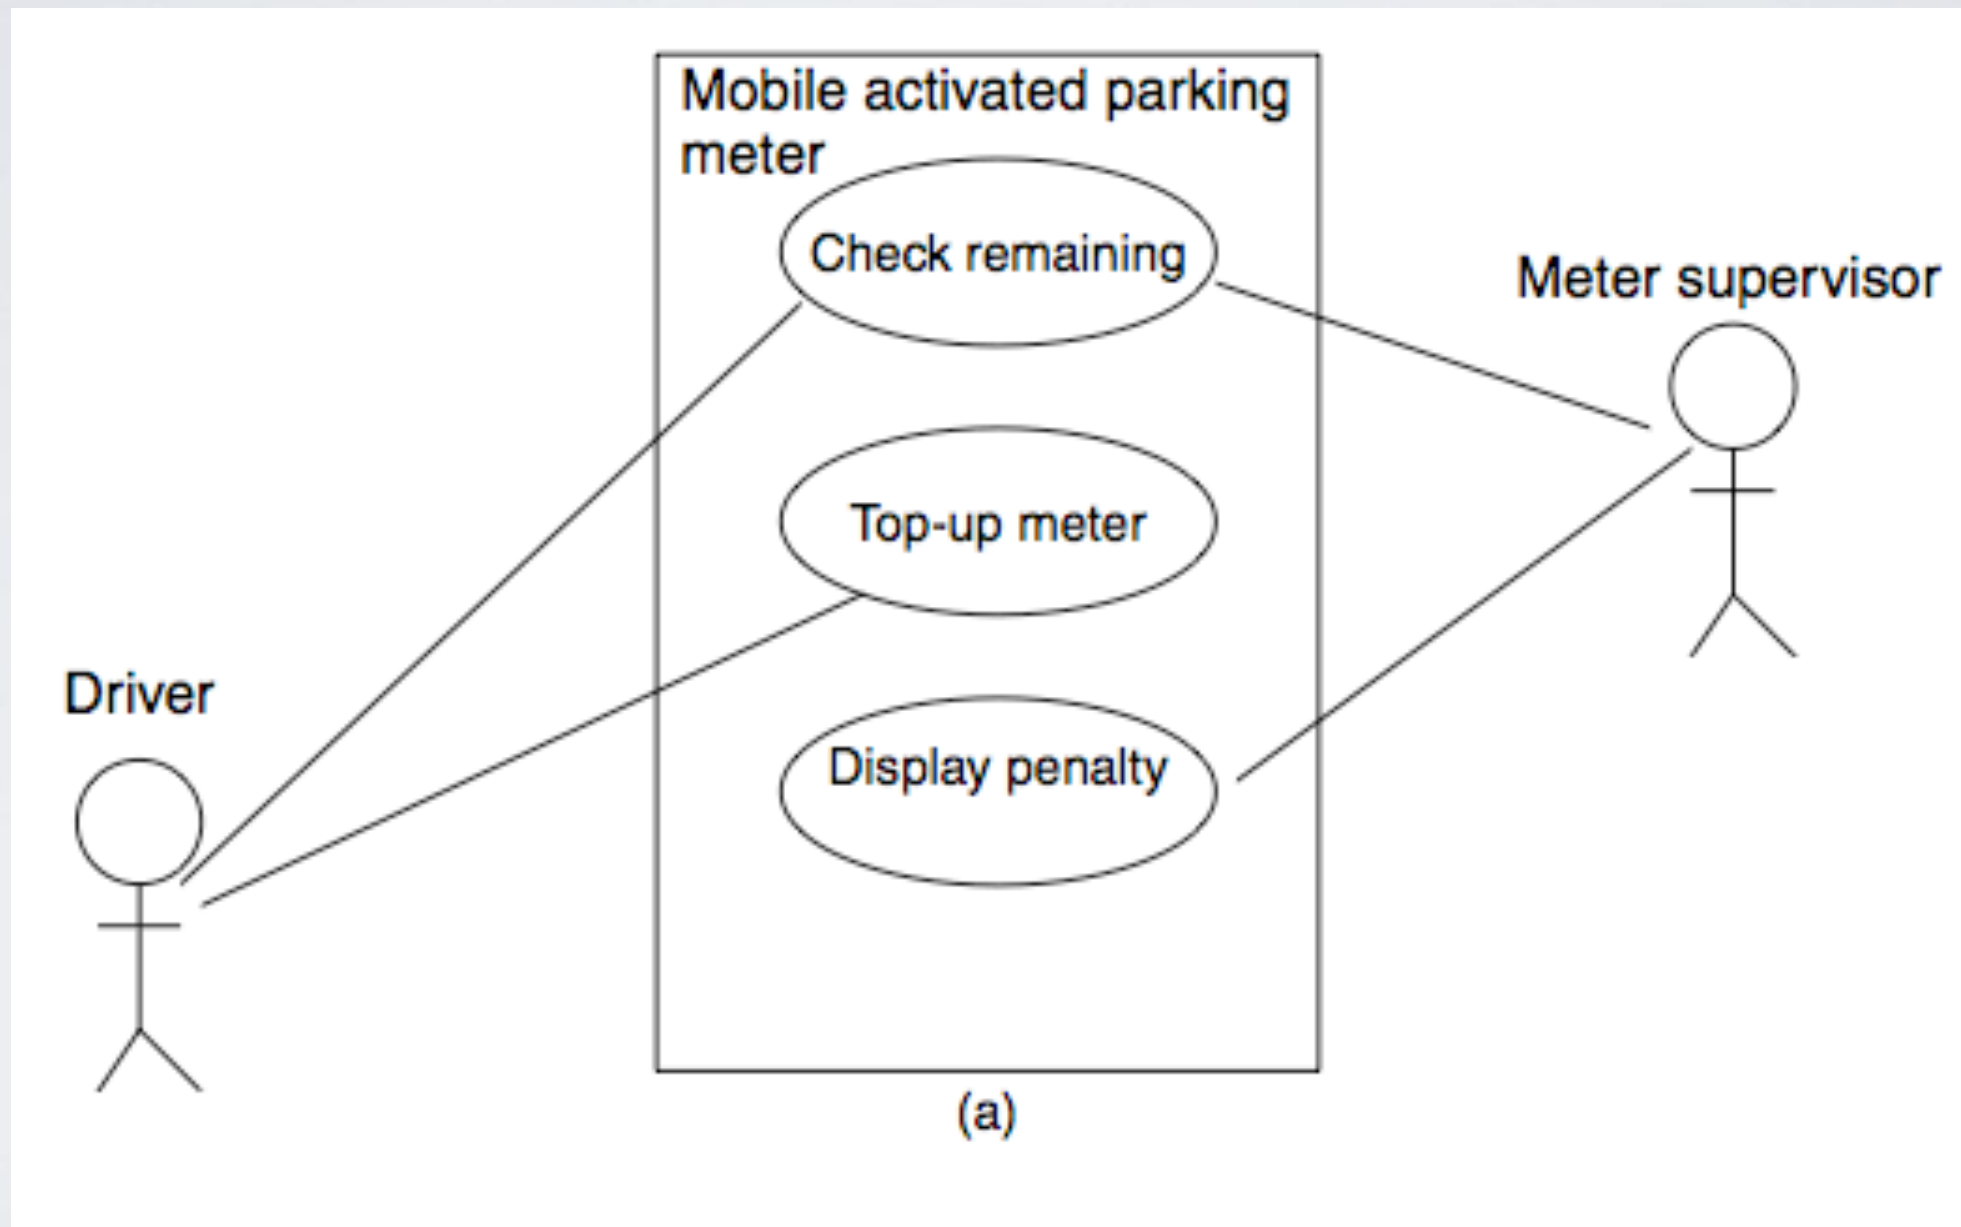 Mobile activated parking
meter
Check remaining
Meter supervisor
Top-up meter
Driver
Display penalty
(a)